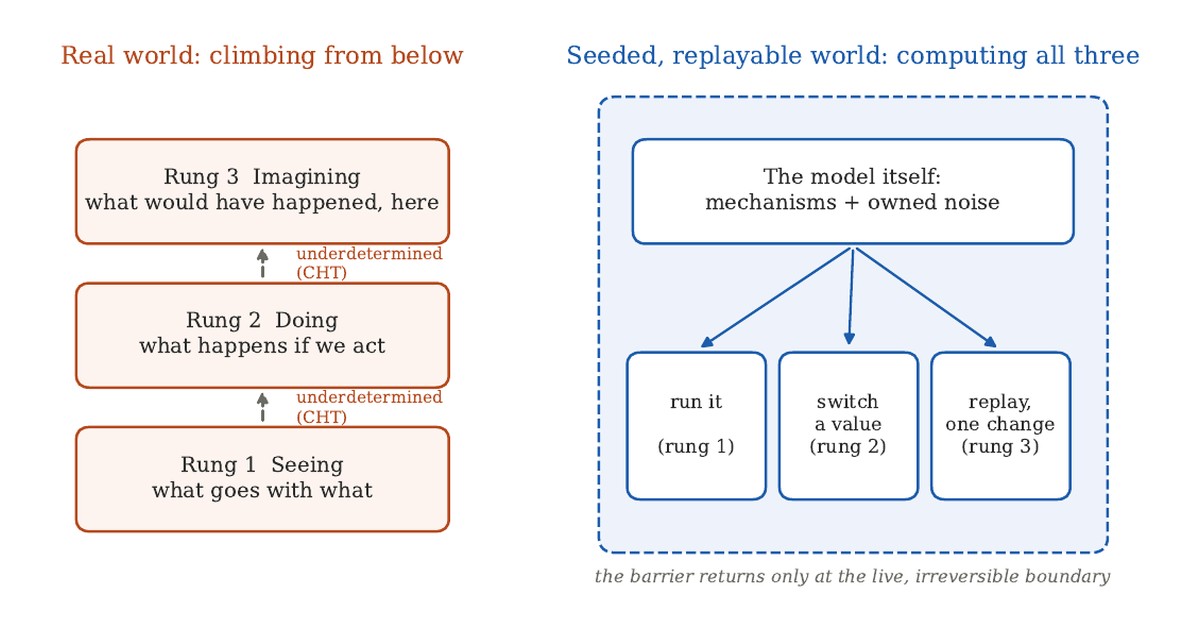 Real world: climbing from below
Rung 3  Imagining
what would have happened, here
underdetermined
(CHT)
Rung 2  Doing
what happens if we act
underdetermined
(CHT)
Rung 1  Seeing
what goes with what
Seeded, replayable world: computing all three
The model itself:
mechanisms + owned noise
run it
(rung 1)
switch
a value
(rung 2)
replay,
one change
(rung 3)
the barrier returns only at the live, irreversible boundary